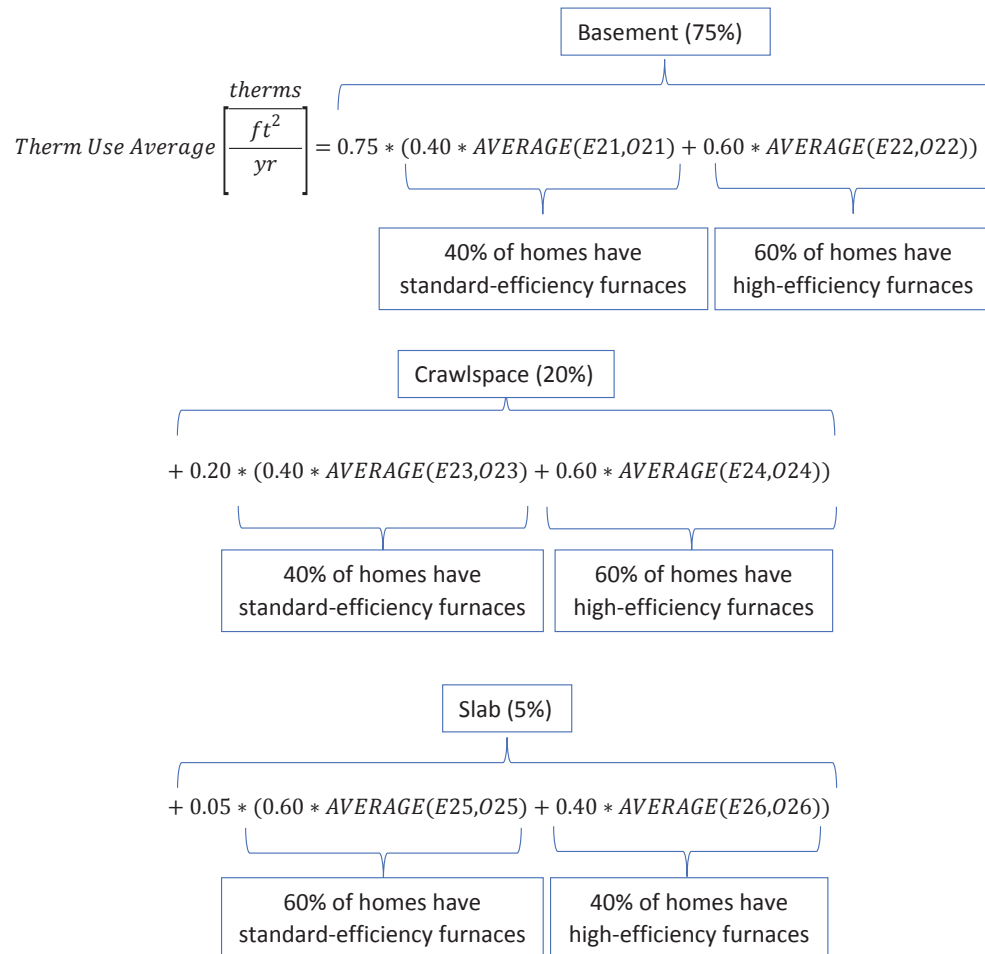 Basement (75%)
Therm Use Average [therms / ft² / yr] = 0.75 * (0.40 * AVERAGE(E21,O21) + 0.60 * AVERAGE(E22,O22))
40% of homes have
standard-efficiency furnaces
60% of homes have
high-efficiency furnaces
Crawlspace (20%)
+ 0.20 * (0.40 * AVERAGE(E23,O23) + 0.60 * AVERAGE(E24,O24))
40% of homes have
standard-efficiency furnaces
60% of homes have
high-efficiency furnaces
Slab (5%)
+ 0.05 * (0.60 * AVERAGE(E25,O25) + 0.40 * AVERAGE(E26,O26))
60% of homes have
standard-efficiency furnaces
40% of homes have
high-efficiency furnaces